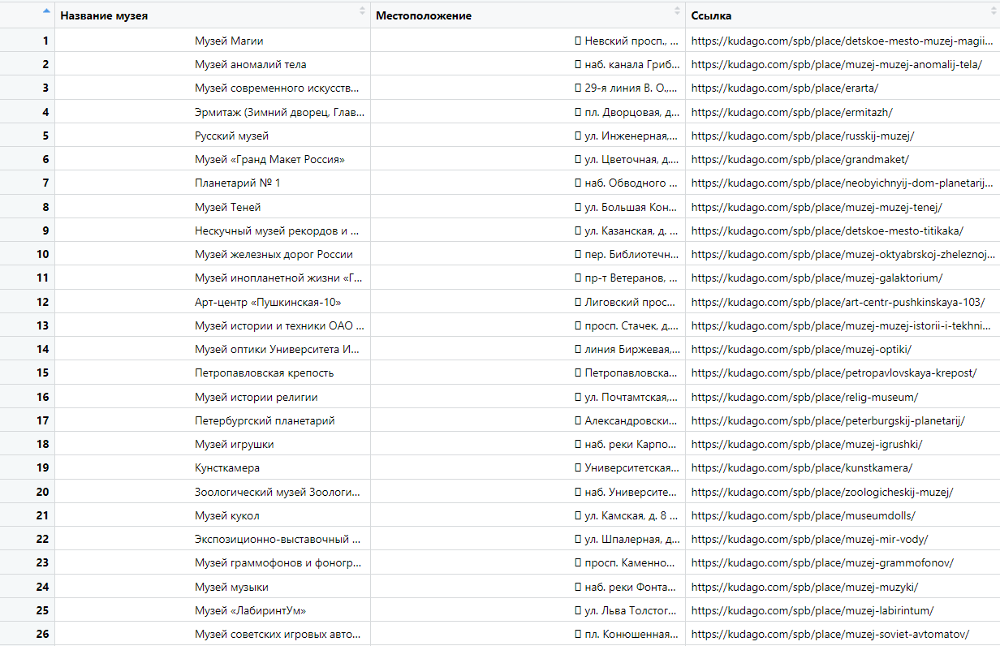 Название музея Местоположение Ссылка
1 Музей Магии Невский просп., ... https://kudago.com/spb/place/detskoe-mesto-muzej-magii...
2 Музей аномалий тела наб. канала Гриб... https://kudago.com/spb/place/muzej-muzej-anomalij-tela/
3 Музей современного искусств... 29-я линия В. О.,... https://kudago.com/spb/place/erarta/
4 Эрмитаж (Зимний дворец, Глав... пл. Дворцовая, д... https://kudago.com/spb/place/ermitazh/
5 Русский музей ул. Инженерная,... https://kudago.com/spb/place/russkij-muzej/
6 Музей «Гранд Макет Россия» ул. Цветочная, д.... https://kudago.com/spb/place/grandmaket/
7 Планетарий № 1 наб. Обводного ... https://kudago.com/spb/place/neobyichnyij-dom-planetarij...
8 Музей Теней ул. Большая Кон... https://kudago.com/spb/place/muzej-muzej-tenej/
9 Нескучный музей рекордов и ... ул. Казанская, д. ... https://kudago.com/spb/place/detskoe-mesto-titikaka/
10 Музей железных дорог России пер. Библиотечн... https://kudago.com/spb/place/muzej-oktyabrskoj-zheleznoj...
11 Музей инопланетной жизни «Г... пр-т Ветеранов, ... https://kudago.com/spb/place/muzej-galaktorium/
12 Арт-центр «Пушкинская-10» Лиговский прос... https://kudago.com/spb/place/art-centr-pushkinskaya-103/
13 Музей истории и техники ОАО ... просп. Стачек, д.... https://kudago.com/spb/place/muzej-muzej-istorii-i-tekhni...
14 Музей оптики Университета И... линия Биржевая,... https://kudago.com/spb/place/muzej-optiki/
15 Петропавловская крепость Петропавловска... https://kudago.com/spb/place/petropavlovskaya-krepost/
16 Музей истории религии ул. Почтамтская,... https://kudago.com/spb/place/relig-museum/
17 Петербургский планетарий Александровски... https://kudago.com/spb/place/peterburgskij-planetarij/
18 Музей игрушки наб. реки Карпо... https://kudago.com/spb/place/muzej-igrushki/
19 Кунсткамера Университетская... https://kudago.com/spb/place/kunstkamera/
20 Зоологический музей Зоологи... наб. Университе... https://kudago.com/spb/place/zoologicheskij-muzej/
21 Музей кукол ул. Камская, д. 8 ... https://kudago.com/spb/place/museumdolls/
22 Экспозиционно-выставочный ... ул. Шпалерная, д... https://kudago.com/spb/place/muzej-mir-vody/
23 Музей граммофонов и фоногр... просп. Каменно... https://kudago.com/spb/place/muzej-grammofonov/
24 Музей музыки наб. реки Фонта... https://kudago.com/spb/place/muzej-muzyki/
25 Музей «ЛабиринтУм» ул. Льва Толстог... https://kudago.com/spb/place/muzej-labirintum/
26 Музей советских игровых авто... пл. Конюшенная... https://kudago.com/spb/place/muzej-soviet-avtomatov/